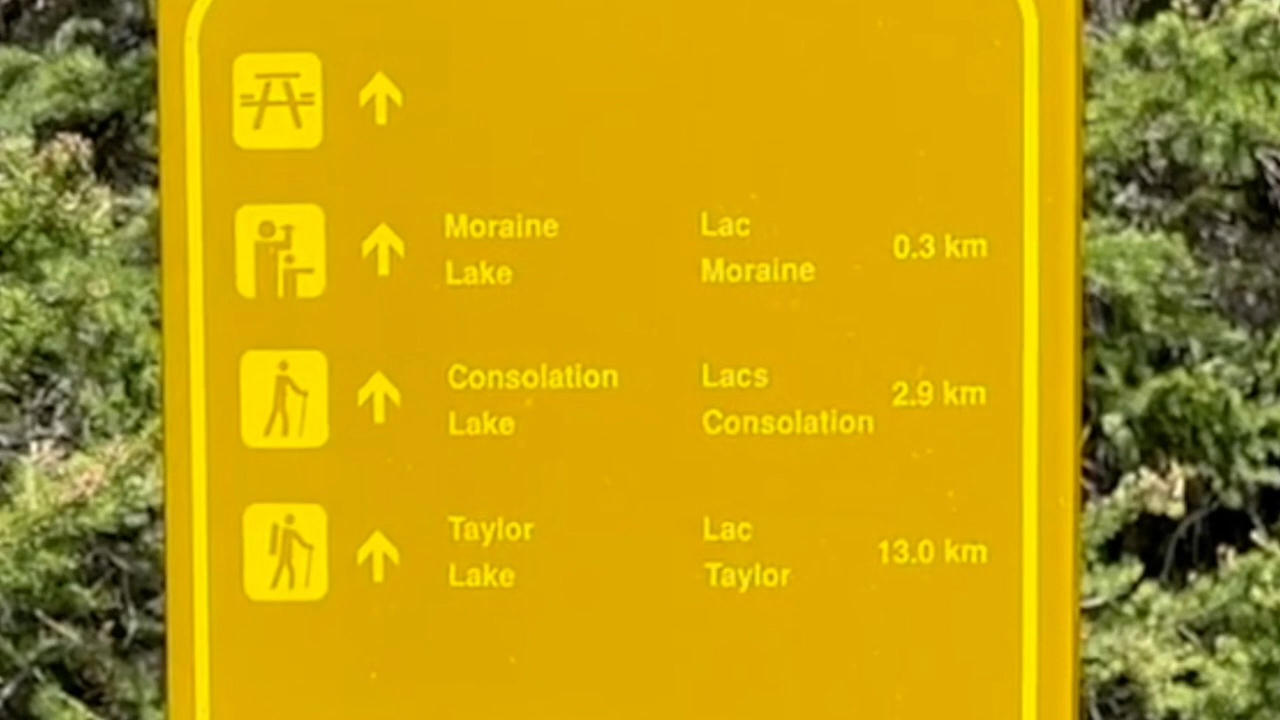 Moraine Lake
Lac Moraine
0.3 km
Consolation Lake
Lacs Consolation
2.9 km
Taylor Lake
Lac Taylor
13.0 km